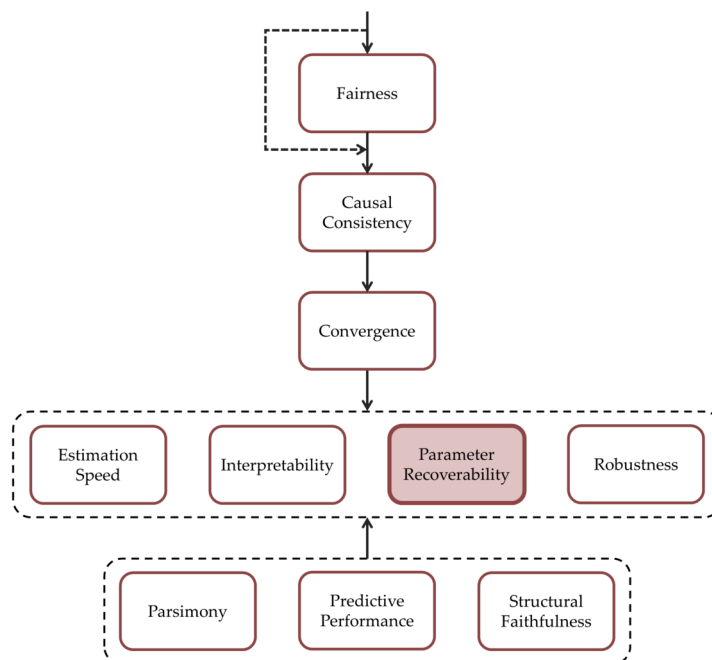 Fairness
Causal
Consistency
Convergence
Estimation
Speed
Interpretability
Parameter
Recoverability
Robustness
Parsimony
Predictive
Performance
Structural
Faithfulness